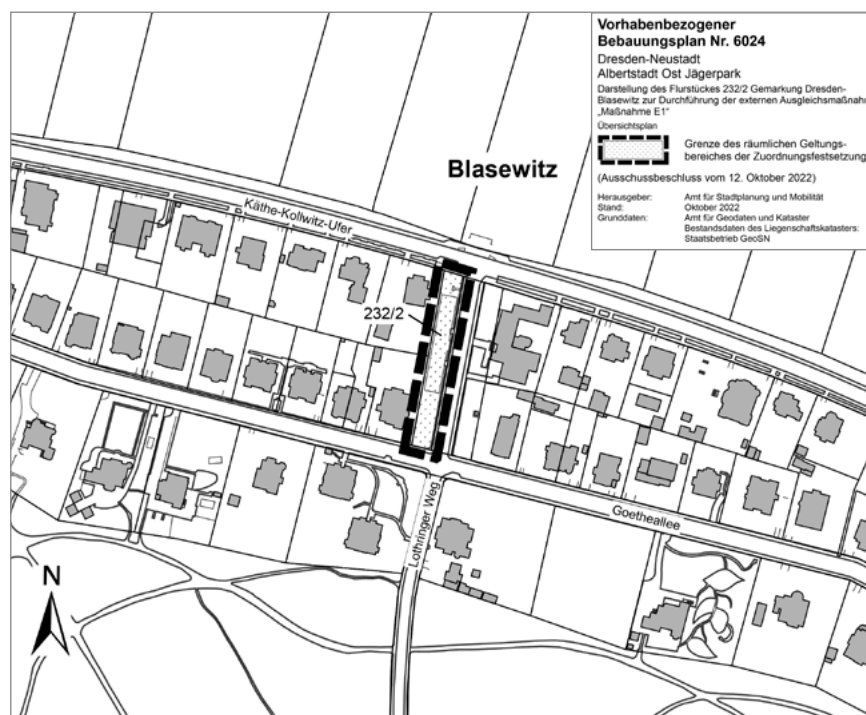 Vorhabenbezogener
Bebauungsplan Nr. 6024
Dresden-Neustadt
Albertstadt Ost Jägerpark
Darstellung des Flurstückes 232/2 Gemarkung Dresden-
Blasewitz zur Durchführung der externen Ausgleichsmaßnahm
„Maßnahme E1"
Übersichtsplan
Grenze des räumlichen Geltungs-
bereiches der Zuordnungsfestsetzung
(Ausschussbeschluss vom 12. Oktober 2022)
Herausgeber: Amt für Stadtplanung und Mobilität
Stand: Oktober 2022
Grunddaten: Amt für Geodaten und Kataster
Bestandsdaten des Liegenschaftskatasters:
Staatsbetrieb GeoSN
Blasewitz
Käthe-Kollwitz-Ufer
232/2
Goetheallee
Lothringer Weg
N